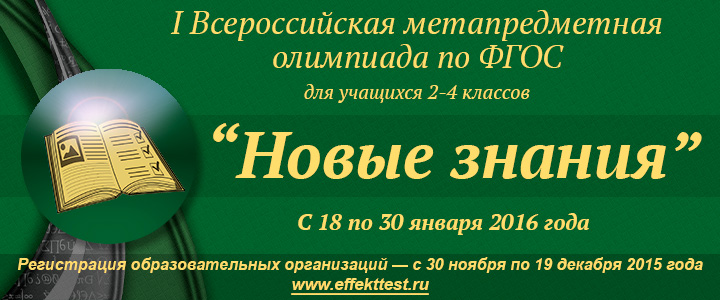 I Всероссийская метапредметная
олимпиада по ФГОС
для учащихся 2-4 классов
“Новые знания”
С 18 по 30 января 2016 года
Регистрация образовательных организаций — с 30 ноября по 19 декабря 2015 года
www.effekttest.ru